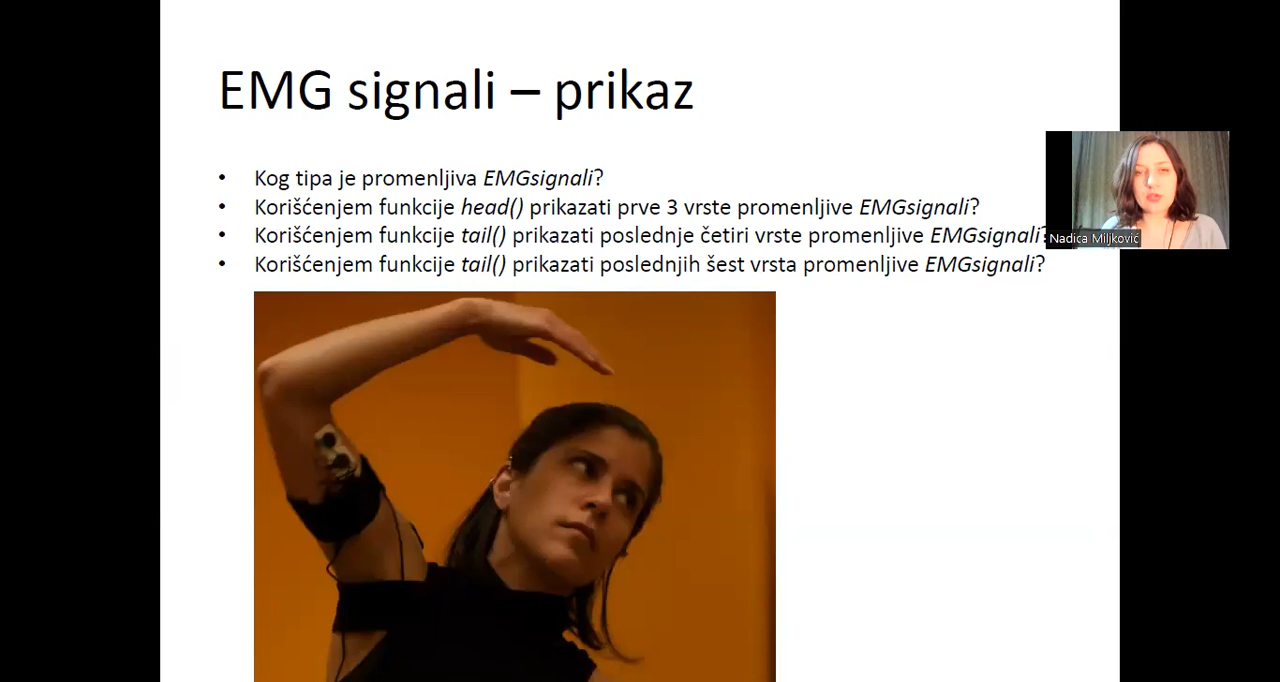 EMG signali – prikaz
• Kog tipa je promenljiva EMGsignali?
• Korišćenjem funkcije head() prikazati prve 3 vrste promenljive EMGsignali?
• Korišćenjem funkcije tail() prikazati poslednje četiri vrste promenljive EMGsignali?
• Korišćenjem funkcije tail() prikazati poslednjih šest vrsta promenljive EMGsignali?
Nadica Miljković